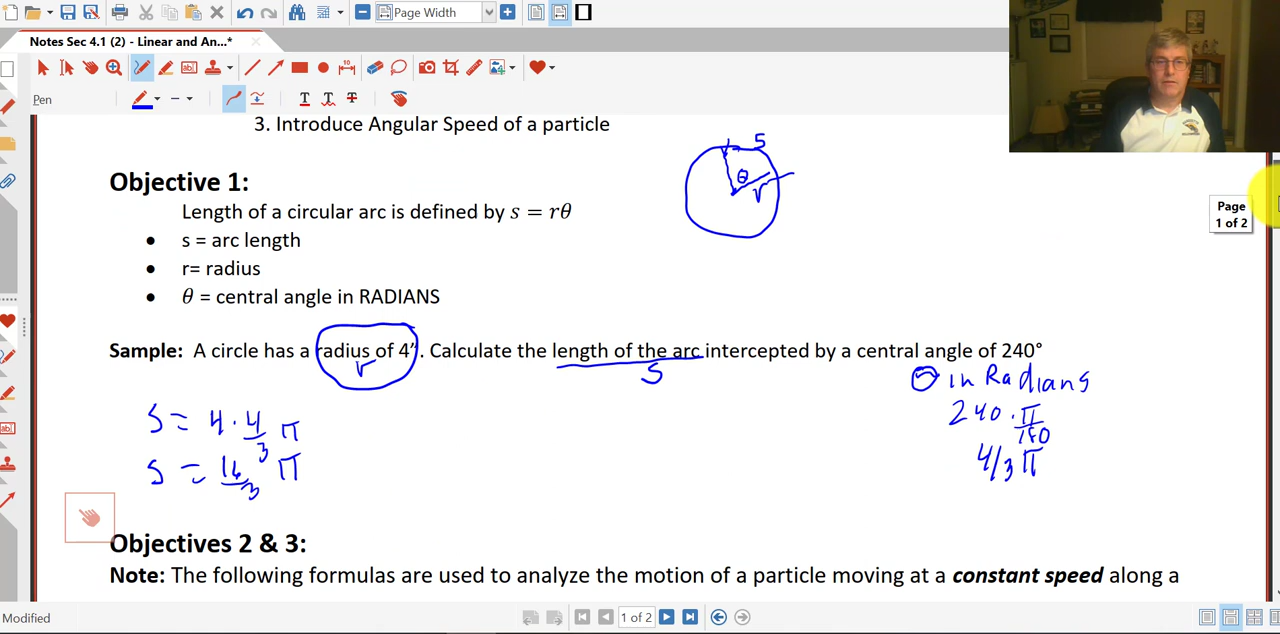 Page Width
Notes Sec 4.1 (2) - Linear and An...*
Pen
3. Introduce Angular Speed of a particle
S
θ
r
Objective 1:
Length of a circular arc is defined by s = rθ
• s = arc length
• r= radius
• θ = central angle in RADIANS
Page
1 of 2
Sample: A circle has a radius of 4”. Calculate the length of the arc intercepted by a central angle of 240°
r
S
θ in Radians
240 · π/180
4/3 π
S = 4 · 4/3 π
S = 16/3 π
Objectives 2 & 3:
Note: The following formulas are used to analyze the motion of a particle moving at a constant speed along a
Modified
1 of 2